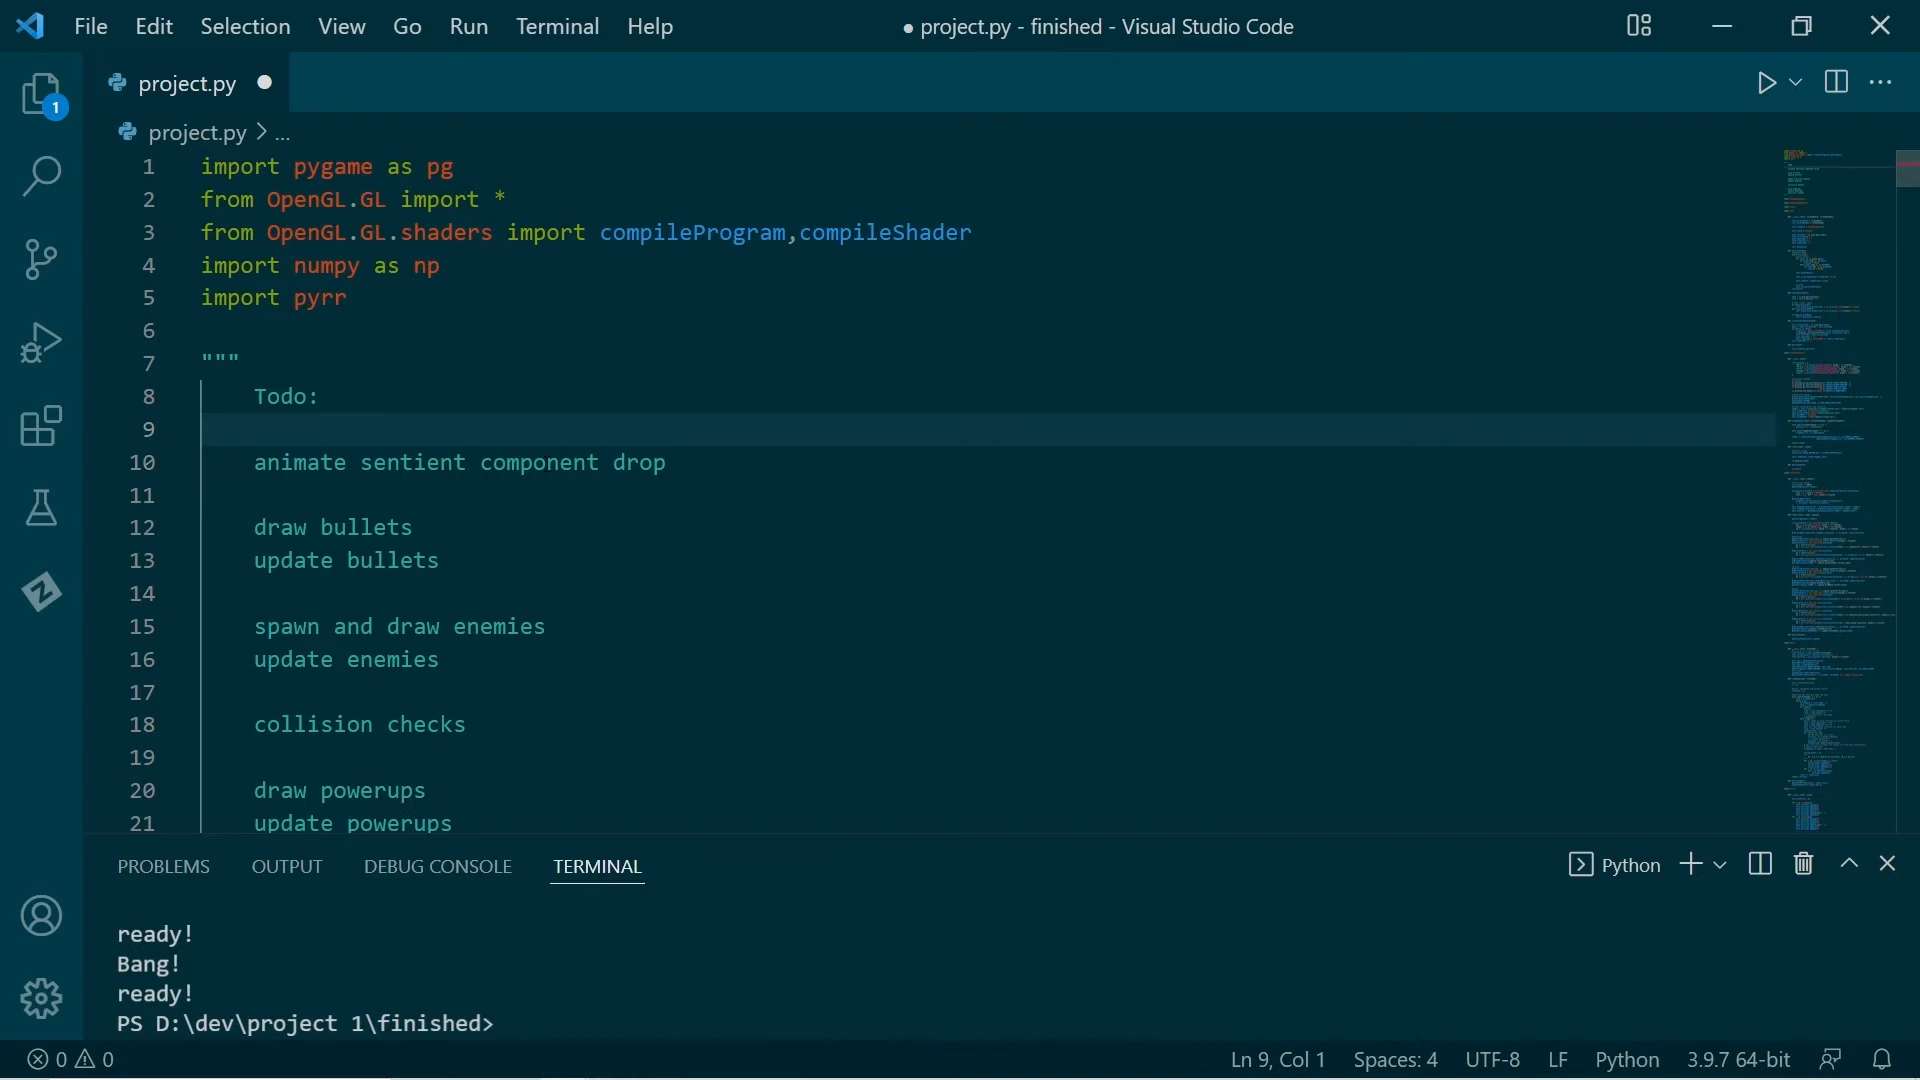 File Edit Selection View Go Run Terminal Help ● project.py - finished - Visual Studio Code
project.py ●
1
project.py > ...
1 import pygame as pg
2 from OpenGL.GL import *
3 from OpenGL.GL.shaders import compileProgram,compileShader
4 import numpy as np
5 import pyrr
6
7 """
8 Todo:
9
10 animate sentient component drop
11
12 draw bullets
13 update bullets
14
15 spawn and draw enemies
16 update enemies
17
18 collision checks
19
20 draw powerups
21 update powerups
PROBLEMS OUTPUT DEBUG CONSOLE TERMINAL Python
ready!
Bang!
ready!
PS D:\dev\project 1\finished>
0 0 Ln 9, Col 1 Spaces: 4 UTF-8 LF Python 3.9.7 64-bit